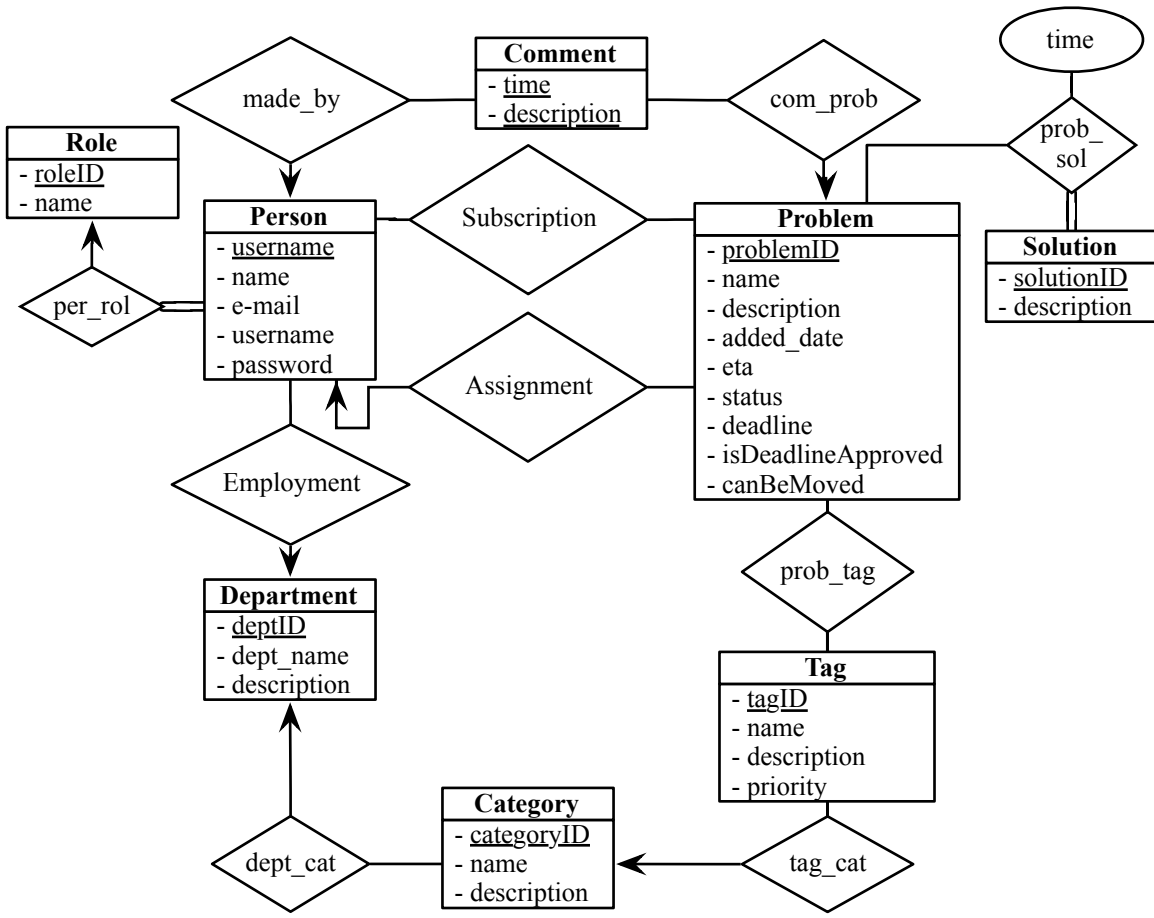 Comment
- time
- description
made_by
com_prob
time
prob_
sol
Role
- roleID
- name
Person
- username
- name
- e-mail
- username
- password
Subscription
Problem
- problemID
- name
- description
- added_date
- eta
- status
- deadline
- isDeadlineApproved
- canBeMoved
Solution
- solutionID
- description
per_rol
Assignment
Employment
prob_tag
Department
- deptID
- dept_name
- description
Tag
- tagID
- name
- description
- priority
Category
- categoryID
- name
- description
dept_cat
tag_cat